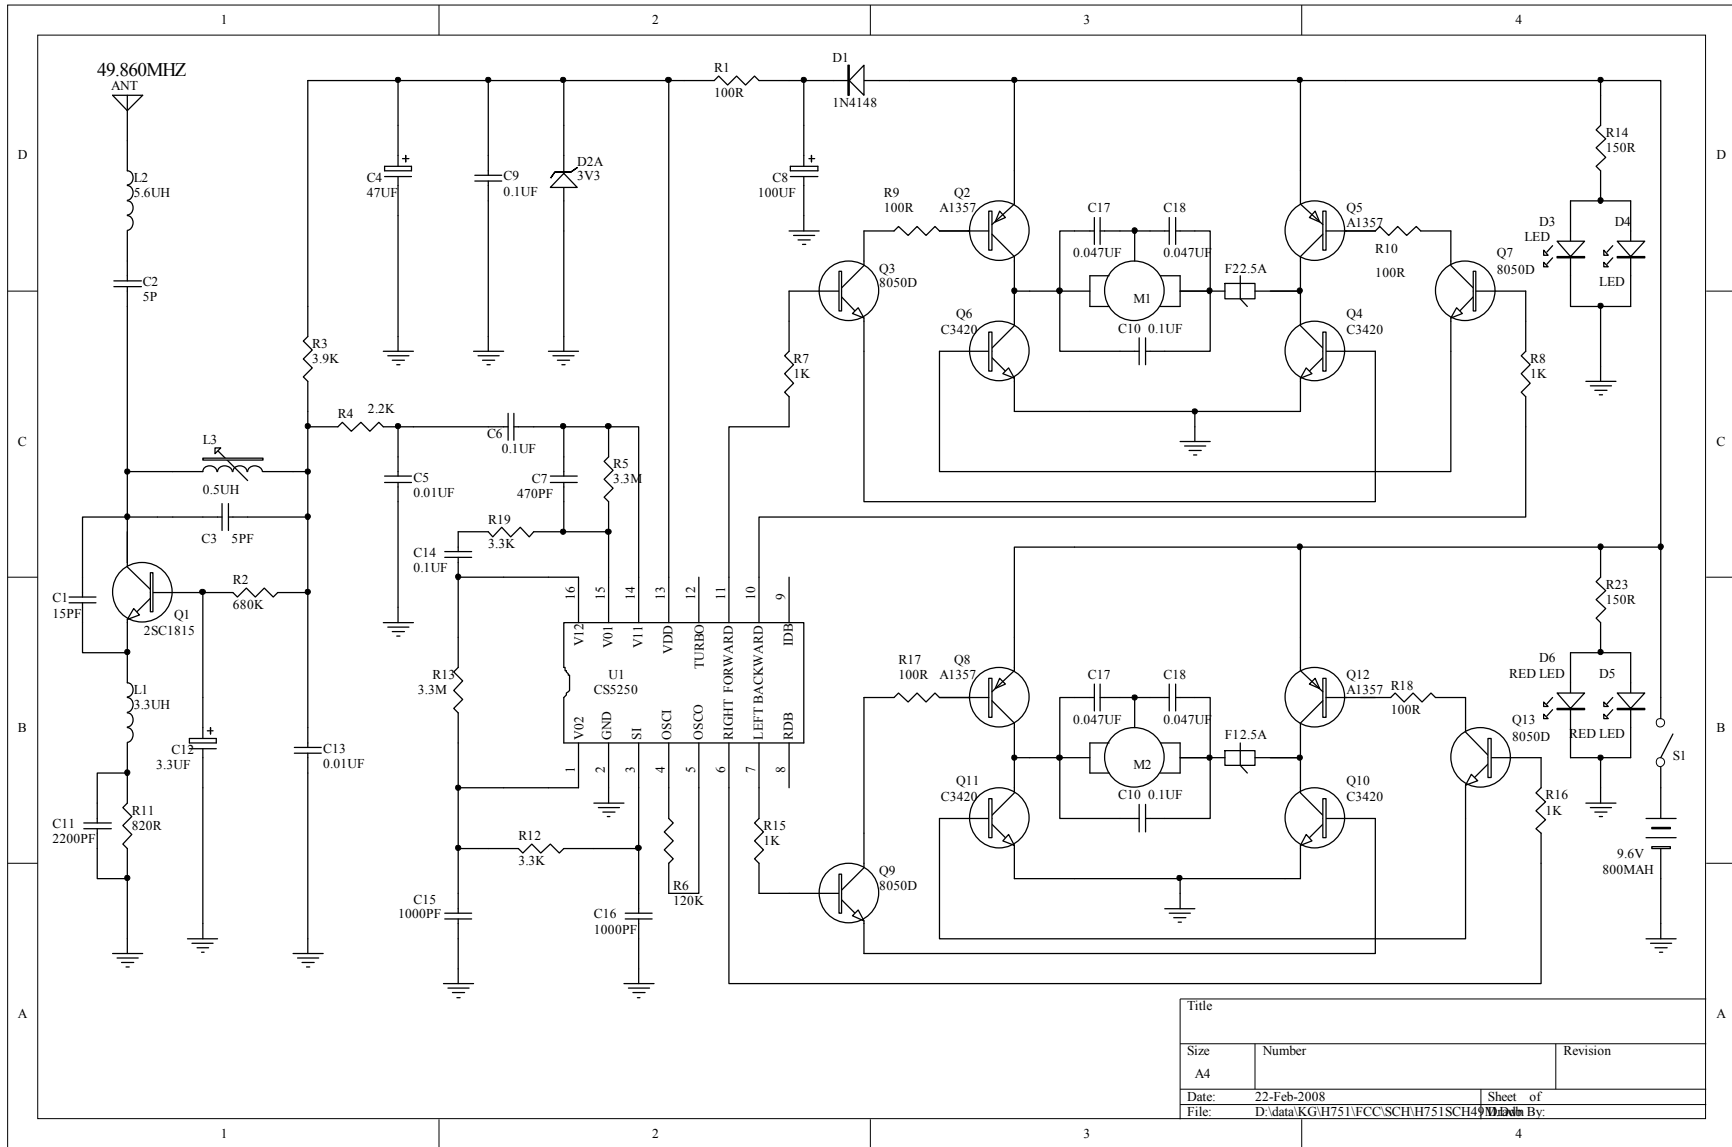 1 2 3 4
D
C
B
A
D
C
B
A
1 2 3 4
49.860MHZ
ANT
L2
5.6UH
C2
5P
R3
3.9K
L3
0.5UH
C3 5PF
C1
15PF
Q1
2SC1815
R2
680K
L1
3.3UH
C12
3.3UF
+
C13
0.01UF
C11
2200PF
R11
820R
C4
47UF
+
C9
0.1UF
D2A
3V3
R1
100R
C8
100UF
+
D1
1N4148
R4 2.2K
C5
0.01UF
C6
0.1UF
C7
470PF
R5
3.3M
R19
3.3K
C14
0.1UF
R13
3.3M
R12
3.3K
C15
1000PF
C16
1000PF
R6
120K
U1
CS5250
16 15 14 13 12 11 10 9
V12
V01
V11
VDD
TURBO
RIGHT FORWARD
LEFT BACKWARD
IDB
V02
GND
SI
OSCI
OSCO
RDB
1 2 3 4 5 6 7 8
R15
1K
R7
1K
Q3
8050D
R9
100R
Q2
A1357
C17
0.047UF
C18
0.047UF
M1
F22.5A
C10 0.1UF
Q6
C3420
Q4
C3420
Q5
A1357
R10
100R
Q7
8050D
R8
1K
R14
150R
D3
LED
D4
LED
R17
100R
Q8
A1357
C17
0.047UF
C18
0.047UF
M2
F12.5A
C10 0.1UF
Q9
8050D
Q11
C3420
Q10
C3420
Q12
A1357
R18
100R
Q13
8050D
R16
1K
R23
150R
D6
RED LED
D5
RED LED
S1
9.6V
800MAH
Title
Size
A4
Number
Revision
Date: 22-Feb-2008
Sheet of
File: D:\data\KG\H751\FCC\SCH\H751SCH49
By: